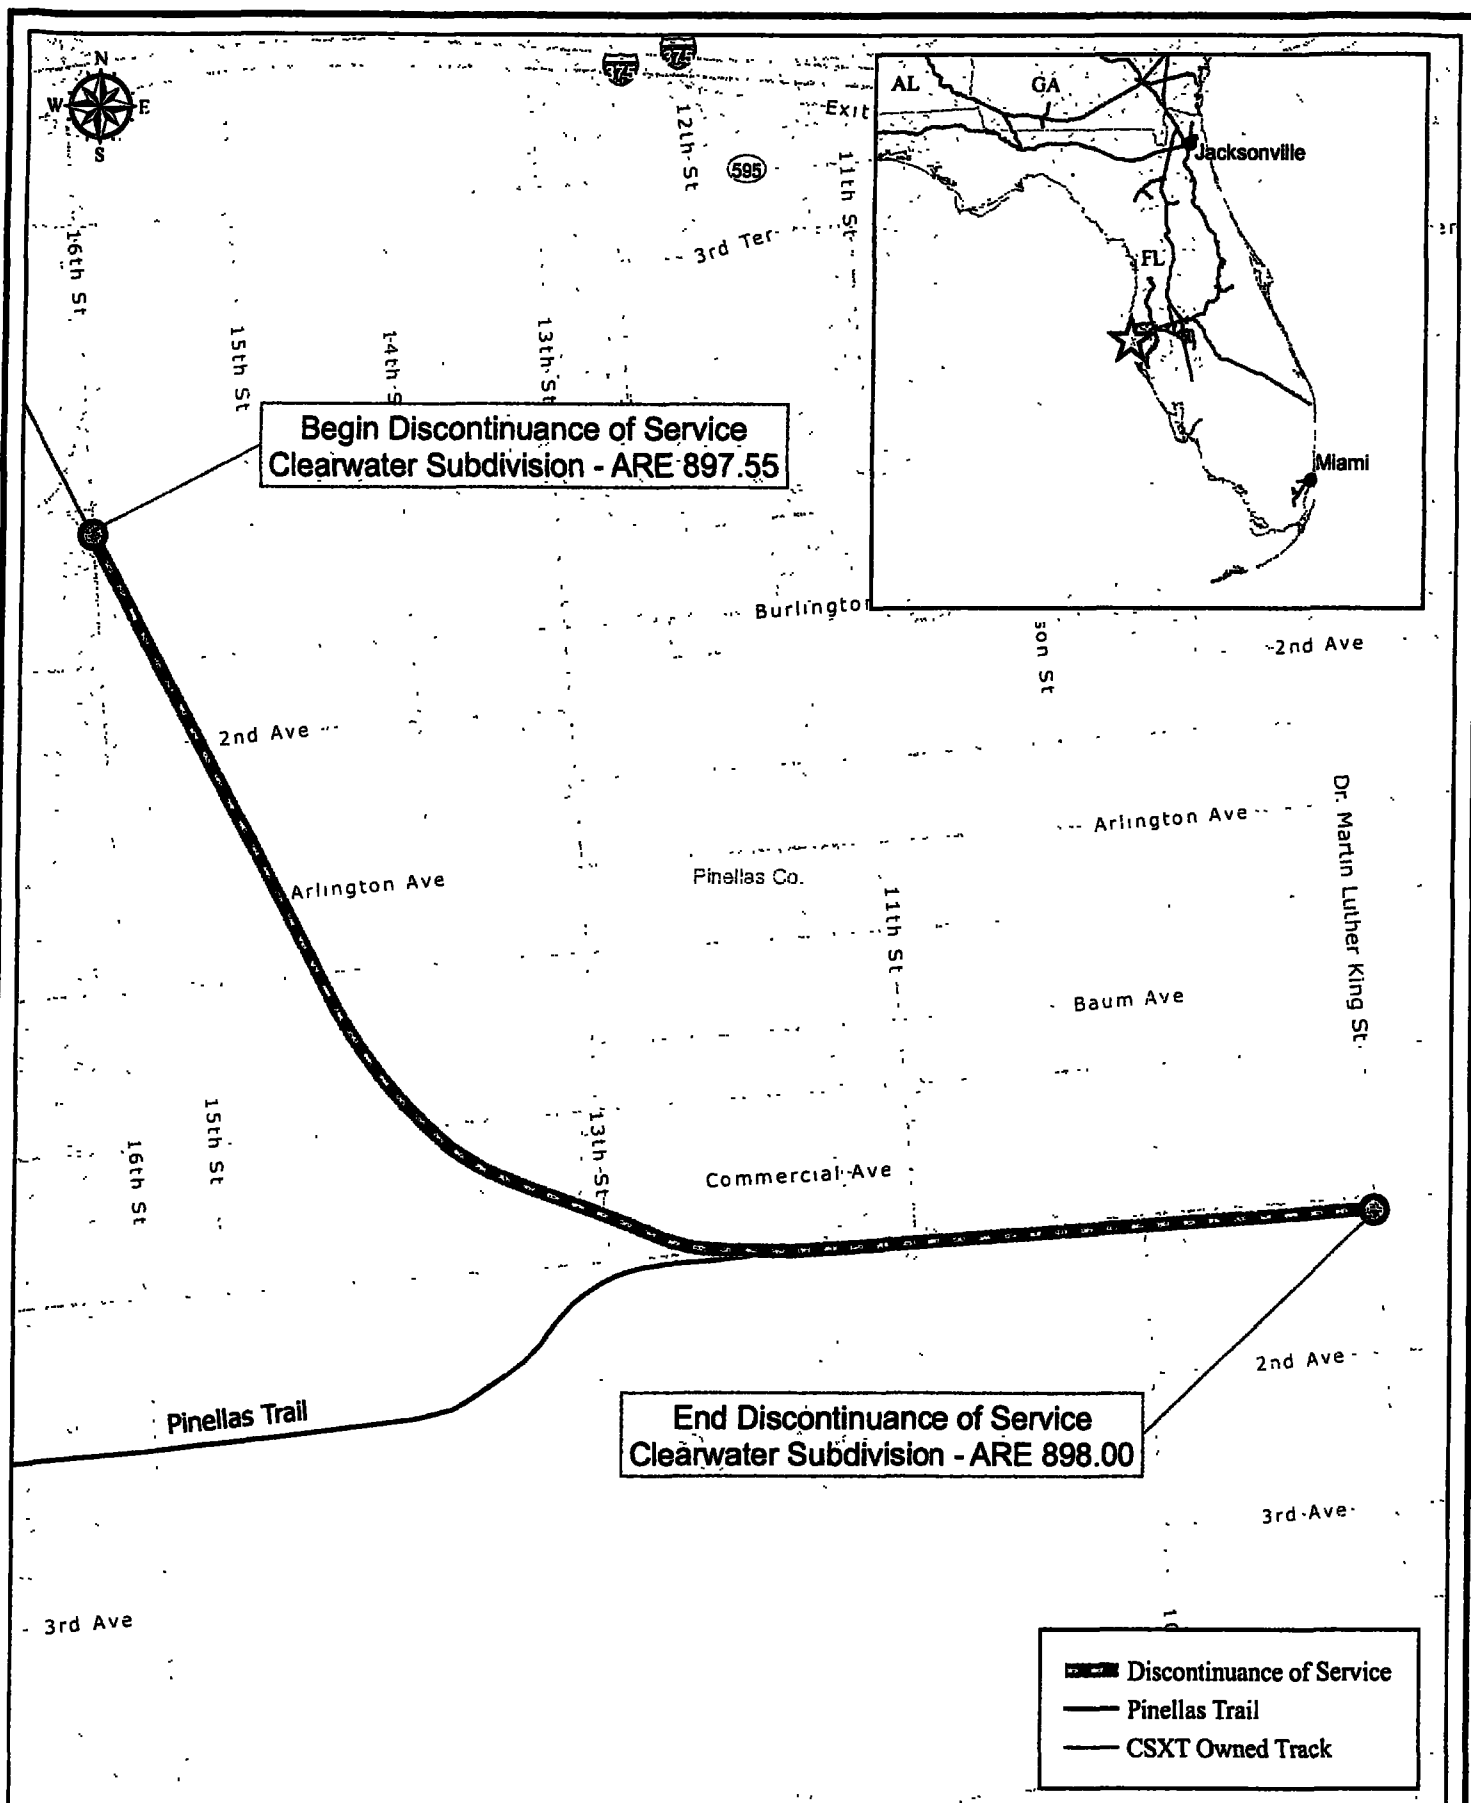 N
W E
S
375
375
Exit
12th St
595
11th St
3rd Ter
16th St
15th St
14th S
13th St
AL
GA
Jacksonville
FL
Miami
Begin Discontinuance of Service
Clearwater Subdivision - ARE 897.55
Burlington
son St
2nd Ave
2nd Ave
Arlington Ave
Dr. Martin Luther King St
Pinellas Co.
Arlington Ave
11th St
Baum Ave
15th St
16th St
13th St
Commercial Ave
2nd Ave
Pinellas Trail
End Discontinuance of Service
Clearwater Subdivision - ARE 898.00
3rd Ave
3rd Ave
Discontinuance of Service
Pinellas Trail
CSXT Owned Track